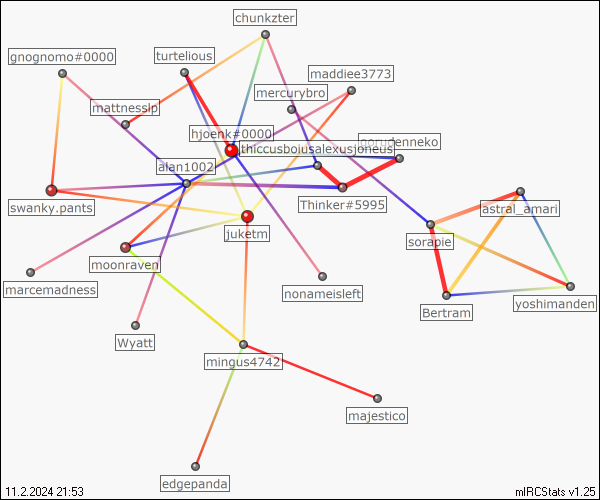 chunkzter
gnognomo#0000
turtelious
maddiee3773
mercurybro
mattnesslp
hjoenk#0000
gorudenneko
thiccusbojusalexusjoneus
alan1002
Thinker#5995
swanky.pants
astral_amari
juketm
sorapie
moonraven
marcemadness
nonameisleft
Bertram
yoshimanden
Wyatt
mingus4742
majestico
edgepanda
11.2.2024 21:53
mIRCStats v1.25